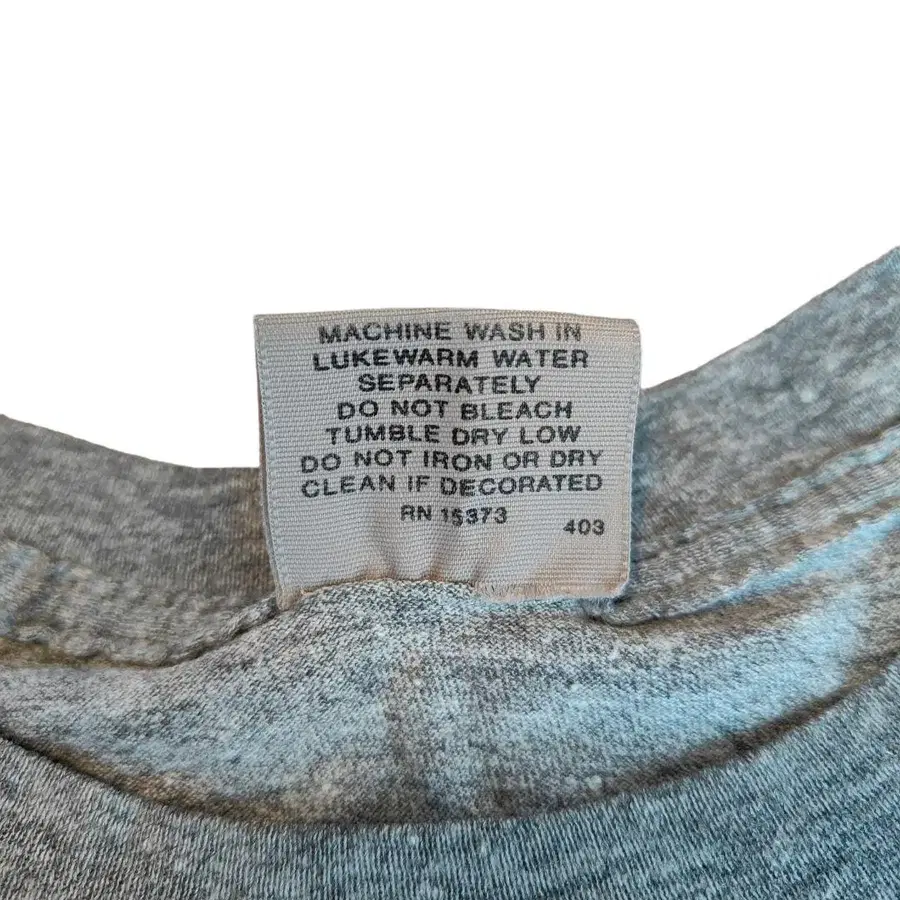 MACHINE WASH IN
LUKEWARM WATER
SEPARATELY
DO NOT BLEACH
TUMBLE DRY LOW
DO NOT IRON OR DRY
CLEAN IF DECORATED
RN 15373
403